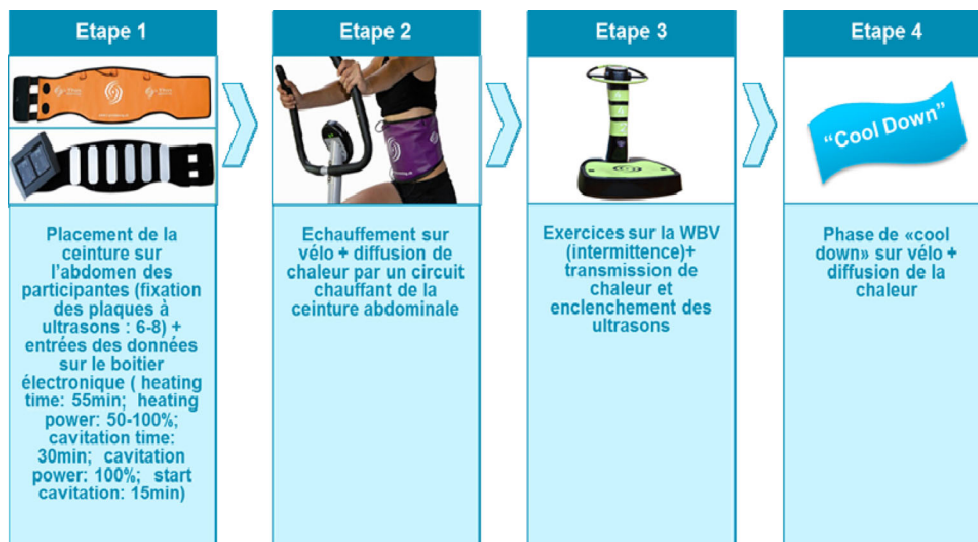 Etape 1
Placement de la
ceinture sur
l'abdomen des
participantes (fixation
des plaques à
ultrasons : 6-8) +
entrées des données
sur le boitier
électronique ( heating
time: 55min; heating
power: 50-100%;
cavitation time:
30min; cavitation
power: 100%; start
cavitation: 15min)
Etape 2
Echauffement sur
vélo + diffusion de
chaleur par un circuit
chauffant de la
ceinture abdominale
Etape 3
Exercices sur la WBV
(intermittence)+
transmission de
chaleur et
enclenchement des
ultrasons
Etape 4
“Cool Down”
Phase de «cool
down» sur vélo +
diffusion de la
chaleur